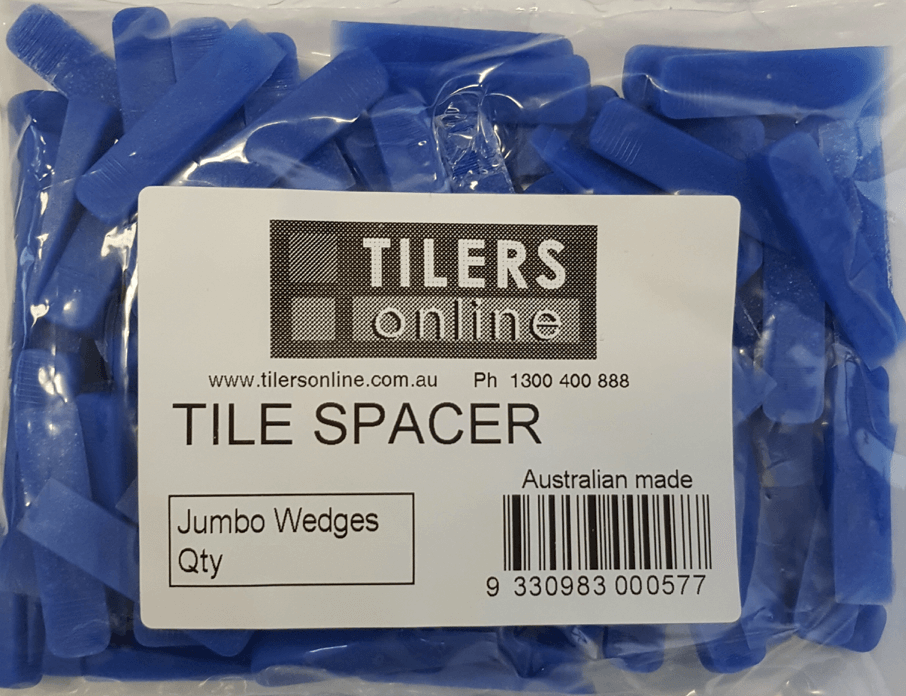 TILERS
online
www.tilersonline.com.au Ph 1300 400 888
TILE SPACER
Australian made
Jumbo Wedges
Qty
9 330983 000577